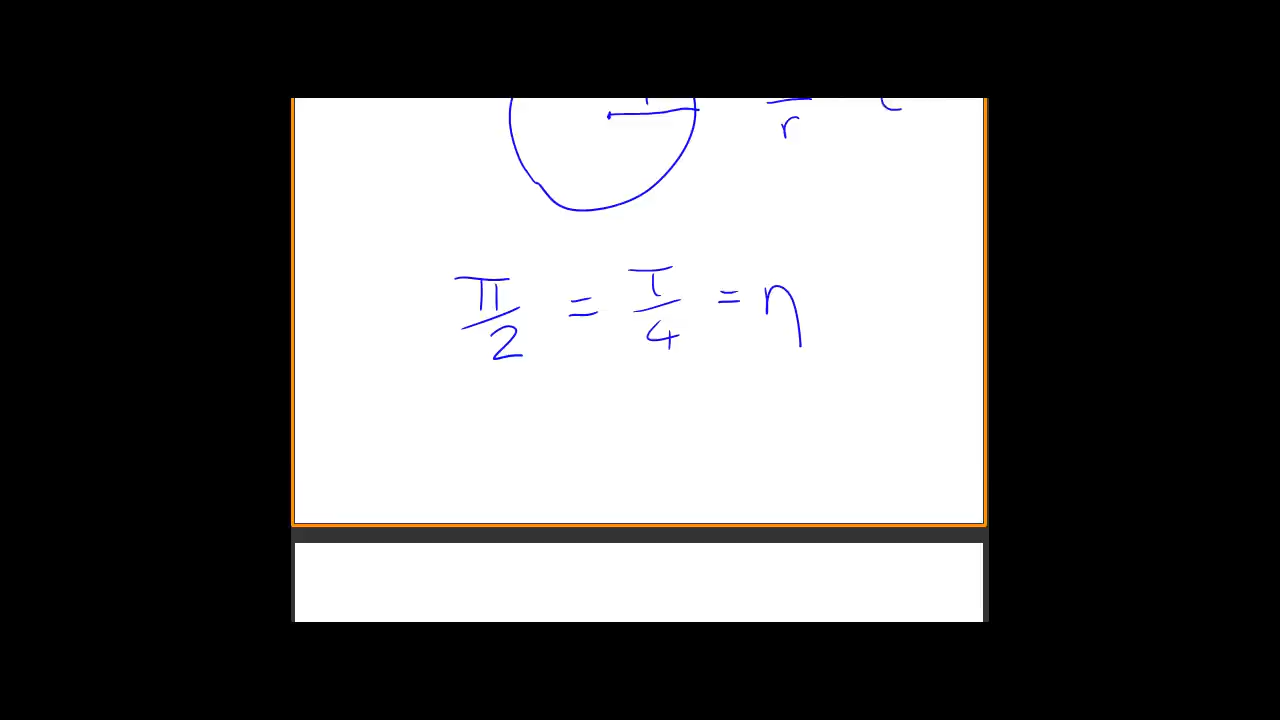 r
π/2 = τ/4 = η